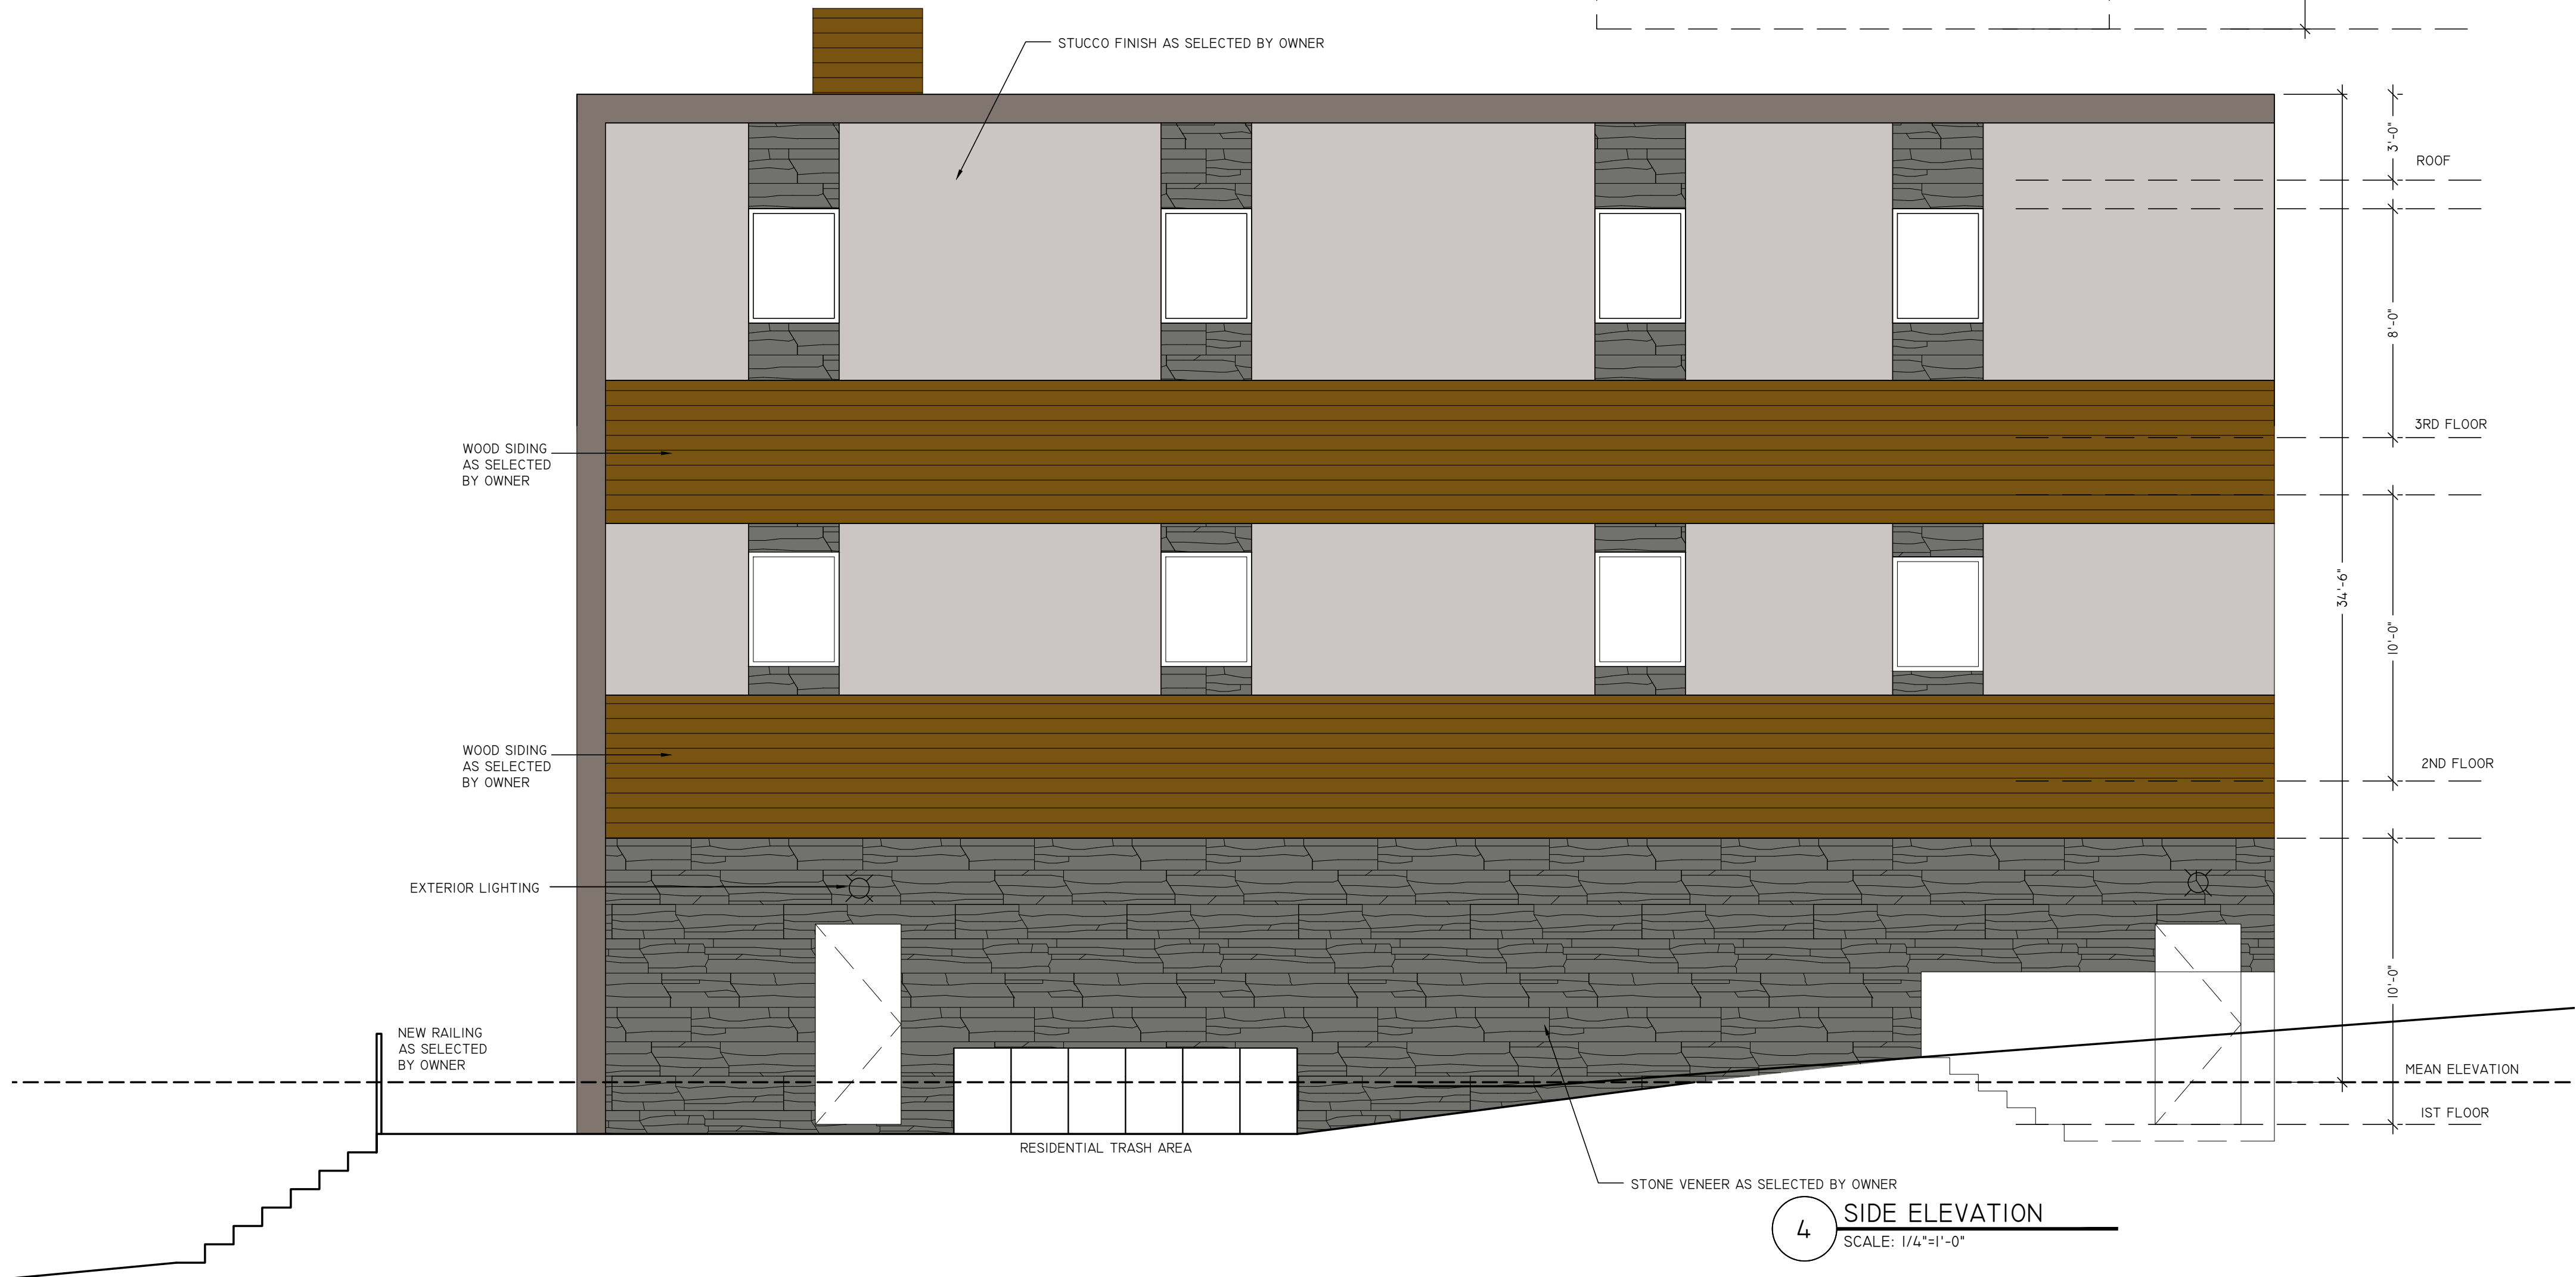 STUCCO FINISH AS SELECTED BY OWNER
3'-0"
ROOF
8'-0"
3RD FLOOR
WOOD SIDING
AS SELECTED
BY OWNER
34'-6"
10'-0"
WOOD SIDING
AS SELECTED
BY OWNER
2ND FLOOR
EXTERIOR LIGHTING
10'-0"
NEW RAILING
AS SELECTED
BY OWNER
MEAN ELEVATION
1ST FLOOR
RESIDENTIAL TRASH AREA
STONE VENEER AS SELECTED BY OWNER
4
SIDE ELEVATION
SCALE: 1/4"=1'-0"